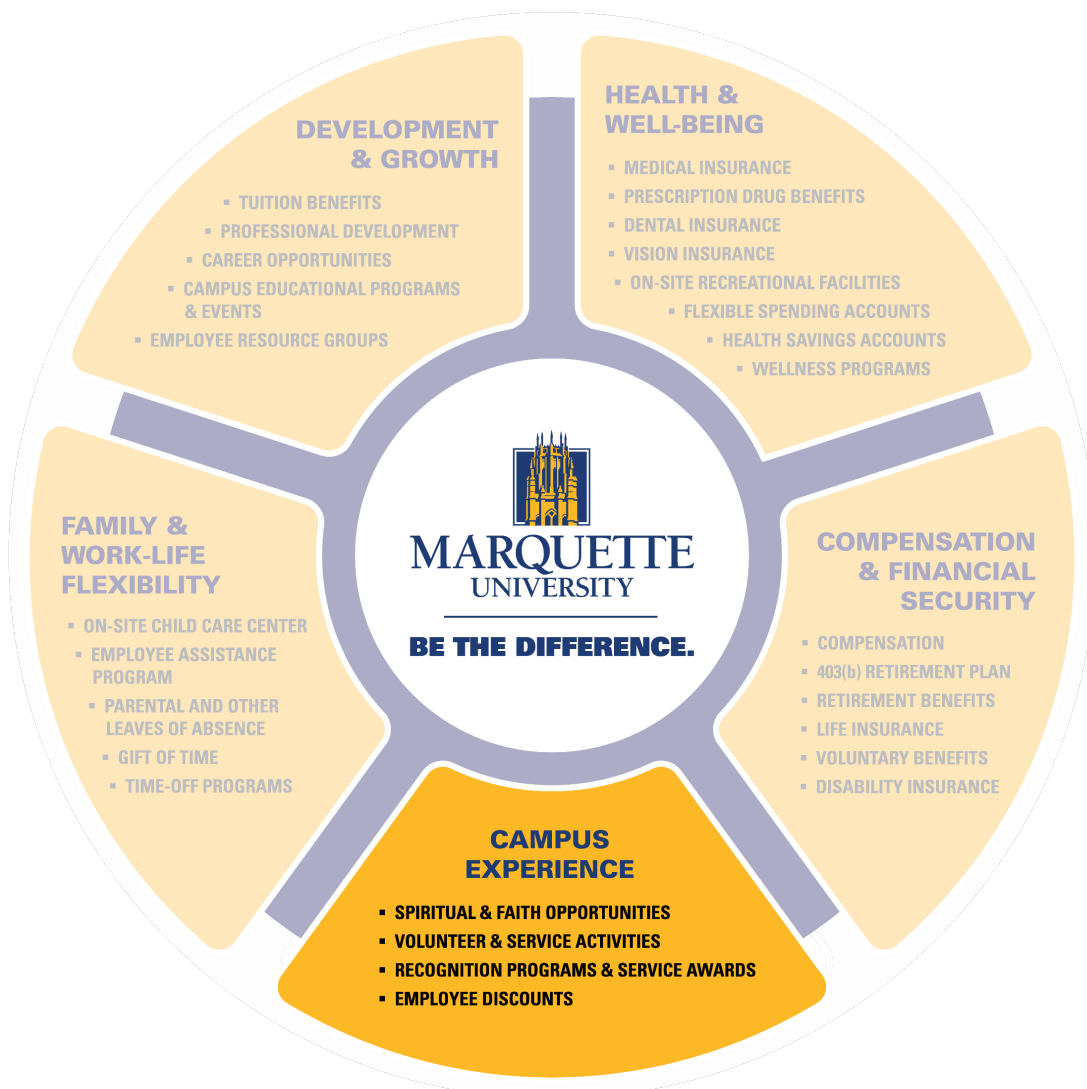 DEVELOPMENT
& GROWTH
▪ TUITION BENEFITS
▪ PROFESSIONAL DEVELOPMENT
▪ CAREER OPPORTUNITIES
▪ CAMPUS EDUCATIONAL PROGRAMS
& EVENTS
▪ EMPLOYEE RESOURCE GROUPS
HEALTH &
WELL-BEING
▪ MEDICAL INSURANCE
▪ PRESCRIPTION DRUG BENEFITS
▪ DENTAL INSURANCE
▪ VISION INSURANCE
▪ ON-SITE RECREATIONAL FACILITIES
▪ FLEXIBLE SPENDING ACCOUNTS
▪ HEALTH SAVINGS ACCOUNTS
▪ WELLNESS PROGRAMS
FAMILY &
WORK-LIFE
FLEXIBILITY
▪ ON-SITE CHILD CARE CENTER
▪ EMPLOYEE ASSISTANCE
PROGRAM
▪ PARENTAL AND OTHER
LEAVES OF ABSENCE
▪ GIFT OF TIME
▪ TIME-OFF PROGRAMS
MARQUETTE
UNIVERSITY
BE THE DIFFERENCE.
COMPENSATION
& FINANCIAL
SECURITY
▪ COMPENSATION
▪ 403(b) RETIREMENT PLAN
▪ RETIREMENT BENEFITS
▪ LIFE INSURANCE
▪ VOLUNTARY BENEFITS
▪ DISABILITY INSURANCE
CAMPUS
EXPERIENCE
▪ SPIRITUAL & FAITH OPPORTUNITIES
▪ VOLUNTEER & SERVICE ACTIVITIES
▪ RECOGNITION PROGRAMS & SERVICE AWARDS
▪ EMPLOYEE DISCOUNTS